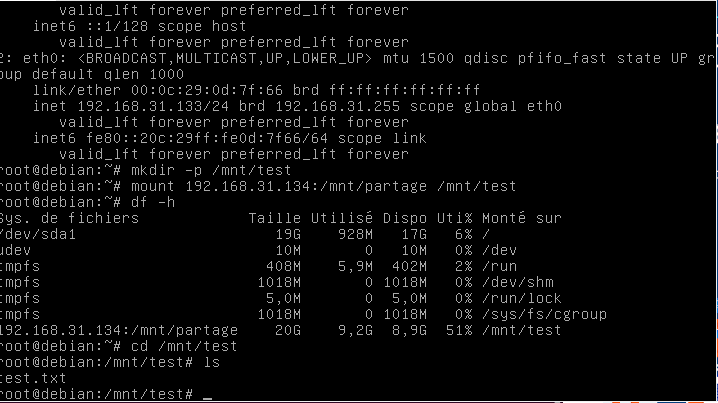 valid_lft forever preferred_lft forever
inet6 ::1/128 scope host
valid_lft forever preferred_lft forever
2: eth0: <BROADCAST,MULTICAST,UP,LOWER_UP> mtu 1500 qdisc pfifo_fast state UP gr
oup default qlen 1000
link/ether 00:0c:29:0d:7f:66 brd ff:ff:ff:ff:ff:ff
inet 192.168.31.133/24 brd 192.168.31.255 scope global eth0
valid_lft forever preferred_lft forever
inet6 fe80::20c:29ff:fe0d:7f66/64 scope link
valid_lft forever preferred_lft forever
root@debian:~# mkdir -p /mnt/test
root@debian:~# mount 192.168.31.134:/mnt/partage /mnt/test
root@debian:~# df -h
Sys. de fichiers Taille Utilisé Dispo Uti% Monté sur
/dev/sda1 19G 928M 17G 6% /
udev 10M 0 10M 0% /dev
tmpfs 408M 5,9M 402M 2% /run
tmpfs 1018M 0 1018M 0% /dev/shm
tmpfs 5,0M 0 5,0M 0% /run/lock
tmpfs 1018M 0 1018M 0% /sys/fs/cgroup
192.168.31.134:/mnt/partage 20G 9,2G 8,9G 51% /mnt/test
root@debian:~# cd /mnt/test
root@debian:/mnt/test# ls
test.txt
root@debian:/mnt/test# _